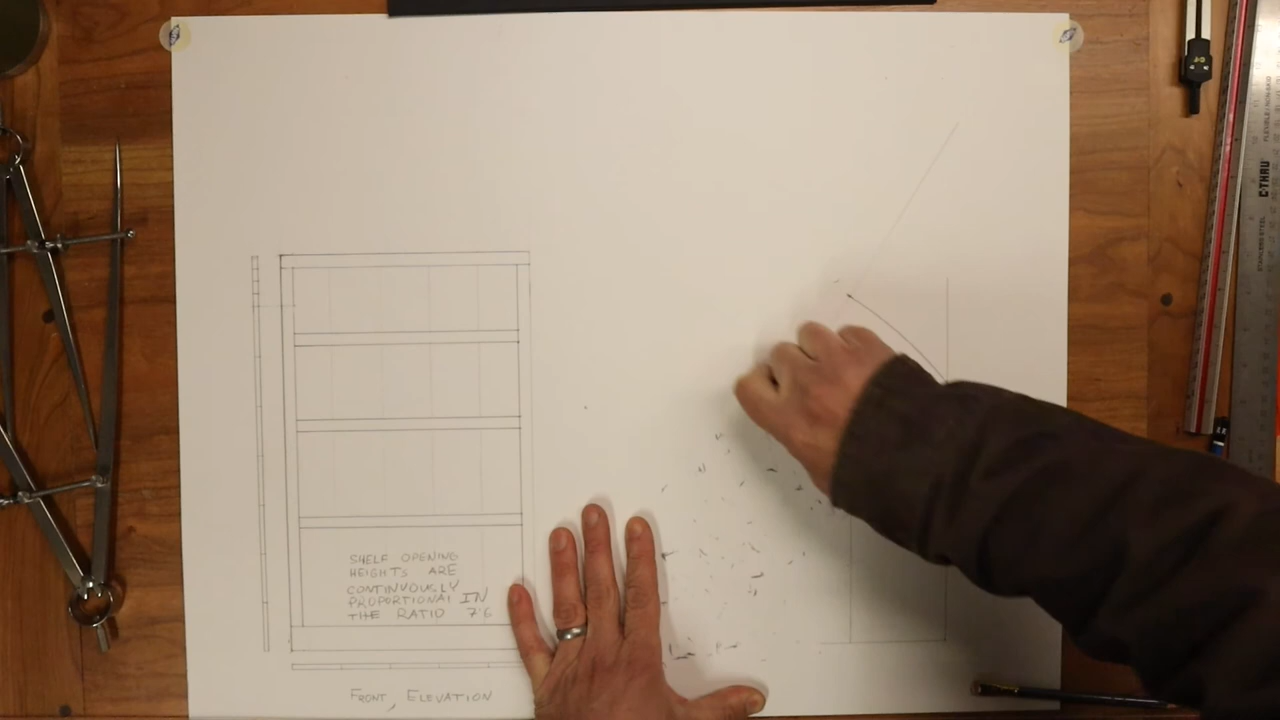 SHELF OPENING
HEIGHTS ARE
CONTINUOUSLY
PROPORTIONAL IN
THE RATIO 7:6
FRONT ELEVATION
C-THRU